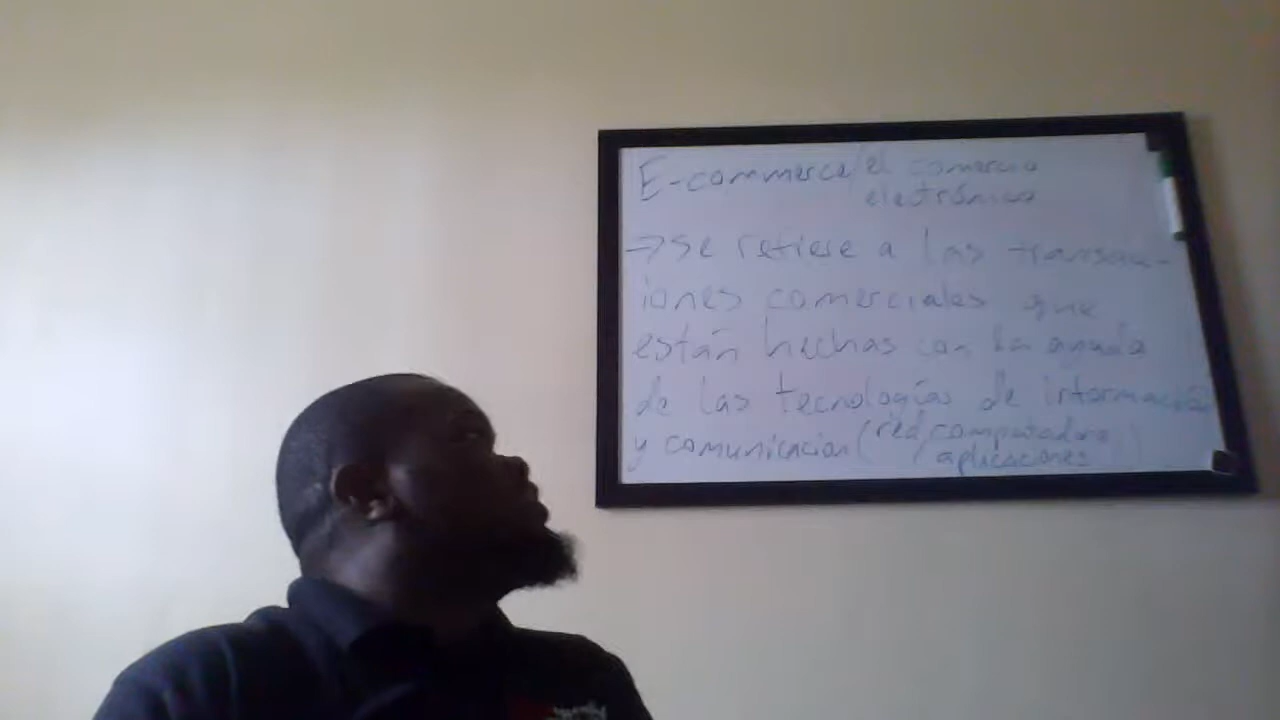 E-commerce/el comercio
electrónico
→ Se refiere a las transacc-
iones comerciales que
están hechas con la ayuda
de las tecnologías de información
y comunicación (red, computadora
aplicaciones)